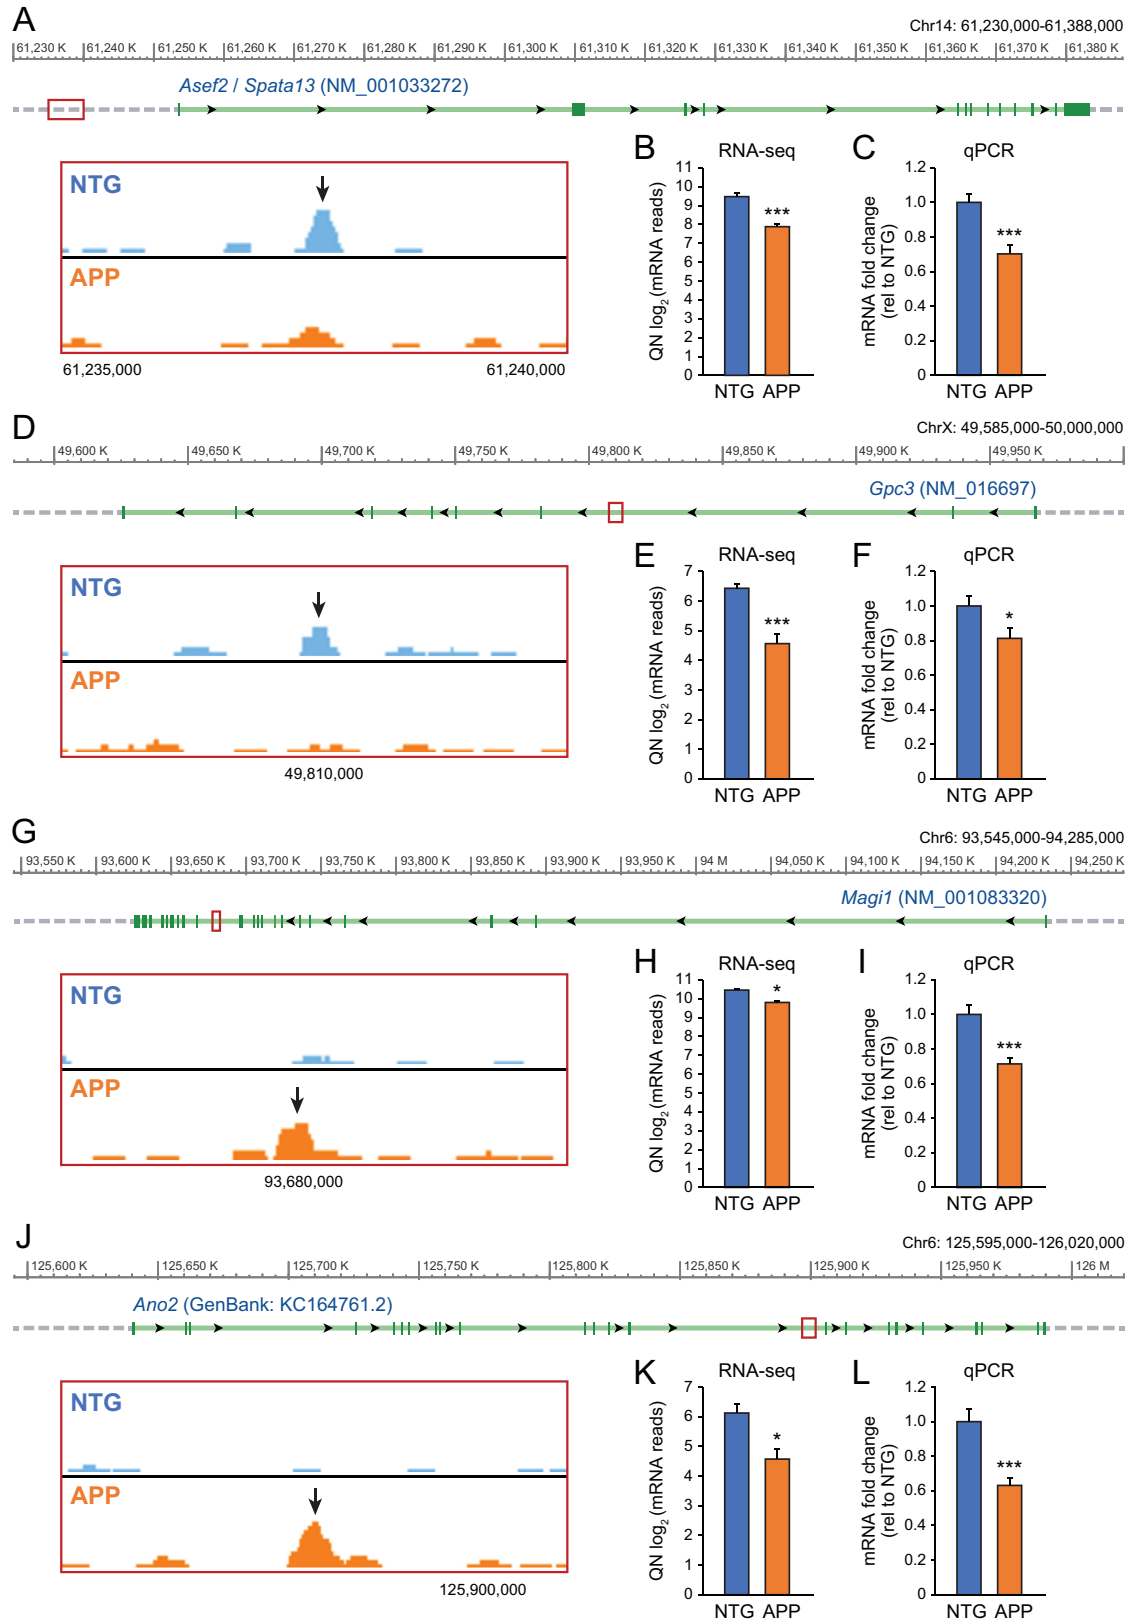 A
Chr14: 61,230,000-61,388,000
61,230 K 61,240 K 61,250 K 61,260 K 61,270 K 61,280 K 61,290 K 61,300 K 61,310 K 61,320 K 61,330 K 61,340 K 61,350 K 61,360 K 61,370 K 61,380 K
Asef2 / Spata13 (NM_001033272)
NTG
APP
61,235,000 61,240,000
B
RNA-seq
QN log2 (mRNA reads)
11
10
9
8
7
6
5
4
3
2
1
0
***
NTG APP
C
qPCR
mRNA fold change
(rel to NTG)
1.2
1.0
0.8
0.6
0.4
0.2
0
***
NTG APP
D
ChrX: 49,585,000-50,000,000
49,600 K 49,650 K 49,700 K 49,750 K 49,800 K 49,850 K 49,900 K 49,950 K
Gpc3 (NM_016697)
NTG
APP
49,810,000
E
RNA-seq
QN log2 (mRNA reads)
7
6
5
4
3
2
1
0
***
NTG APP
F
qPCR
mRNA fold change
(rel to NTG)
1.2
1.0
0.8
0.6
0.4
0.2
0
*
NTG APP
G
Chr6: 93,545,000-94,285,000
93,550 K 93,600 K 93,650 K 93,700 K 93,750 K 93,800 K 93,850 K 93,900 K 93,950 K 94 M 94,050 K 94,100 K 94,150 K 94,200 K 94,250 K
Magi1 (NM_001083320)
NTG
APP
93,680,000
H
RNA-seq
QN log2 (mRNA reads)
11
10
9
8
7
6
5
4
3
2
1
0
*
NTG APP
I
qPCR
mRNA fold change
(rel to NTG)
1.2
1.0
0.8
0.6
0.4
0.2
0
***
NTG APP
J
Chr6: 125,595,000-126,020,000
125,600 K 125,650 K 125,700 K 125,750 K 125,800 K 125,850 K 125,900 K 125,950 K 126 M
Ano2 (GenBank: KC164761.2)
NTG
APP
125,900,000
K
RNA-seq
QN log2 (mRNA reads)
7
6
5
4
3
2
1
0
*
NTG APP
L
qPCR
mRNA fold change
(rel to NTG)
1.2
1.0
0.8
0.6
0.4
0.2
0
***
NTG APP